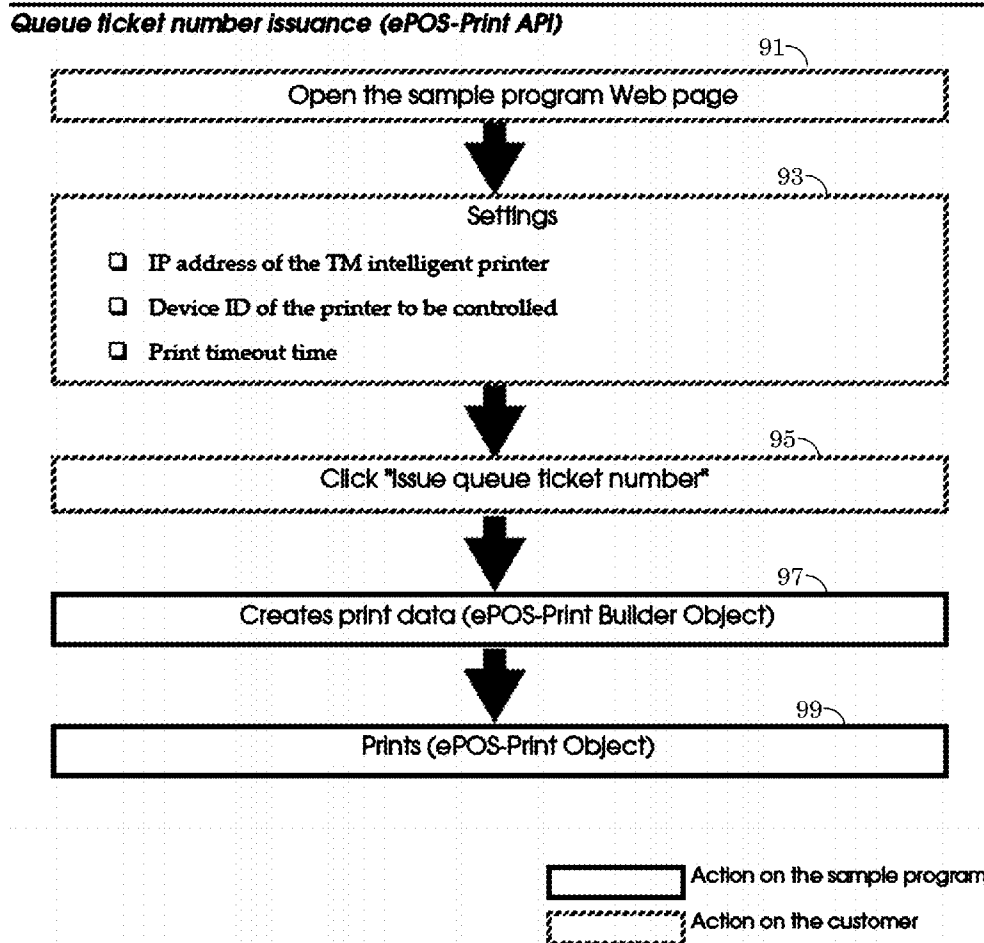 Queue ticket number issuance (ePOS-Print API)
91
Open the sample program Web page
93
Settings
❏ IP address of the TM intelligent printer
❏ Device ID of the printer to be controlled
❏ Print timeout time
95
Click "Issue queue ticket number"
97
Creates print data (ePOS-Print Builder Object)
99
Prints (ePOS-Print Object)
Action on the sample program
Action on the customer